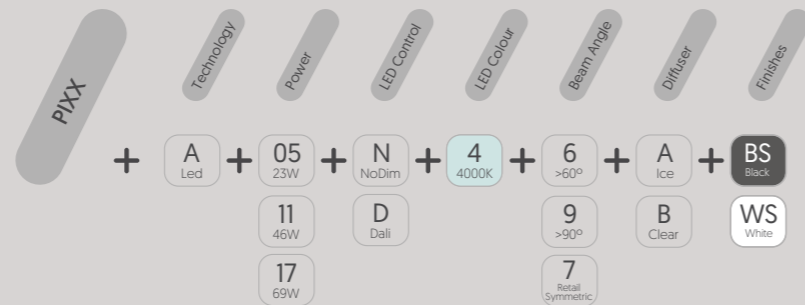 PIXX
Technology
Power
LED Control
LED Colour
Beam Angle
Diffuser
Finishes
+ A + 05 + N + 4 + 6 + A + BS
Led 23W NoDim 4000K >60º Ice Black
11 D 9 B WS
46W Dali >90º Clear White
17 7
69W Retail
Symmetric